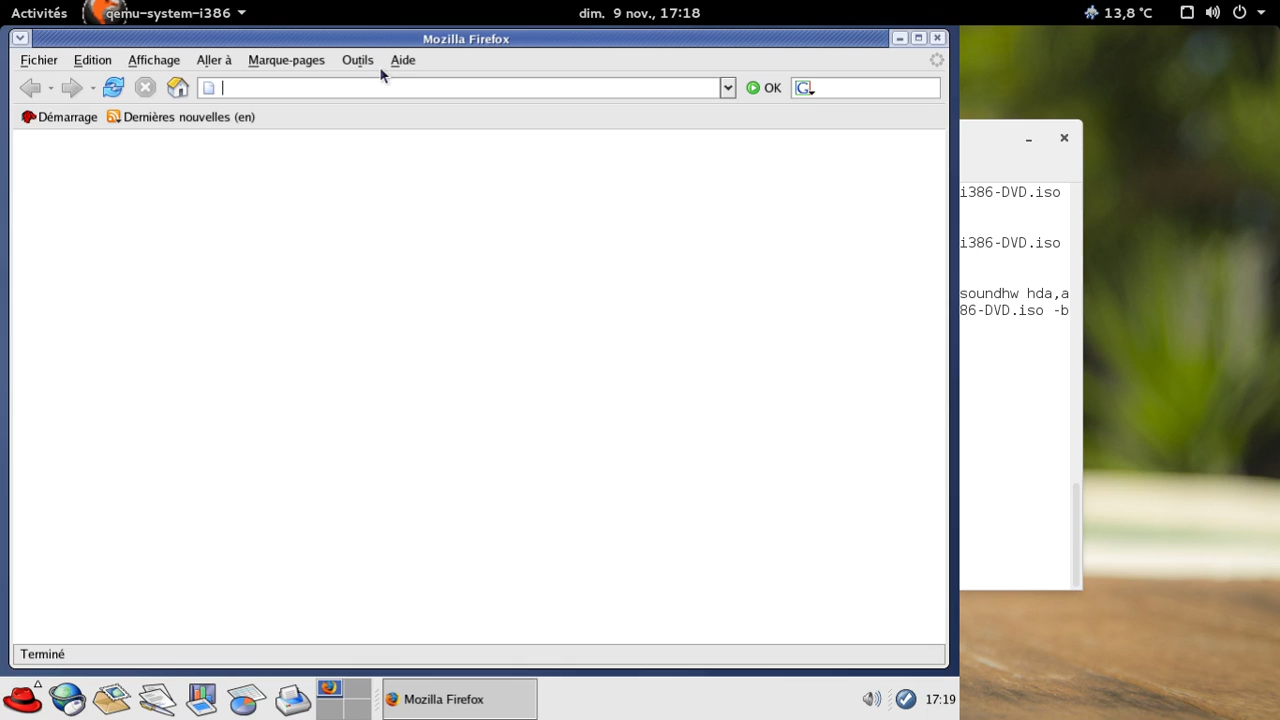 Activités qemu-system-i386 dim. 9 nov., 17:18 13,8 °C
Mozilla Firefox
Fichier Edition Affichage Aller à Marque-pages Outils Aide
OK G
Démarrage Dernières nouvelles (en)
i386-DVD.iso
i386-DVD.iso
soundhw hda,a
86-DVD.iso -b
Terminé
Mozilla Firefox 17:19